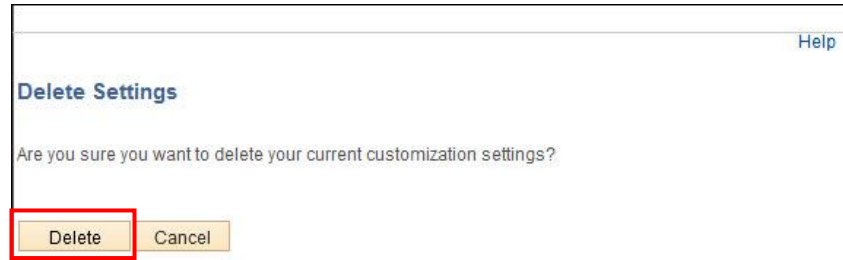 Help
Delete Settings
Are you sure you want to delete your current customization settings?
Delete Cancel